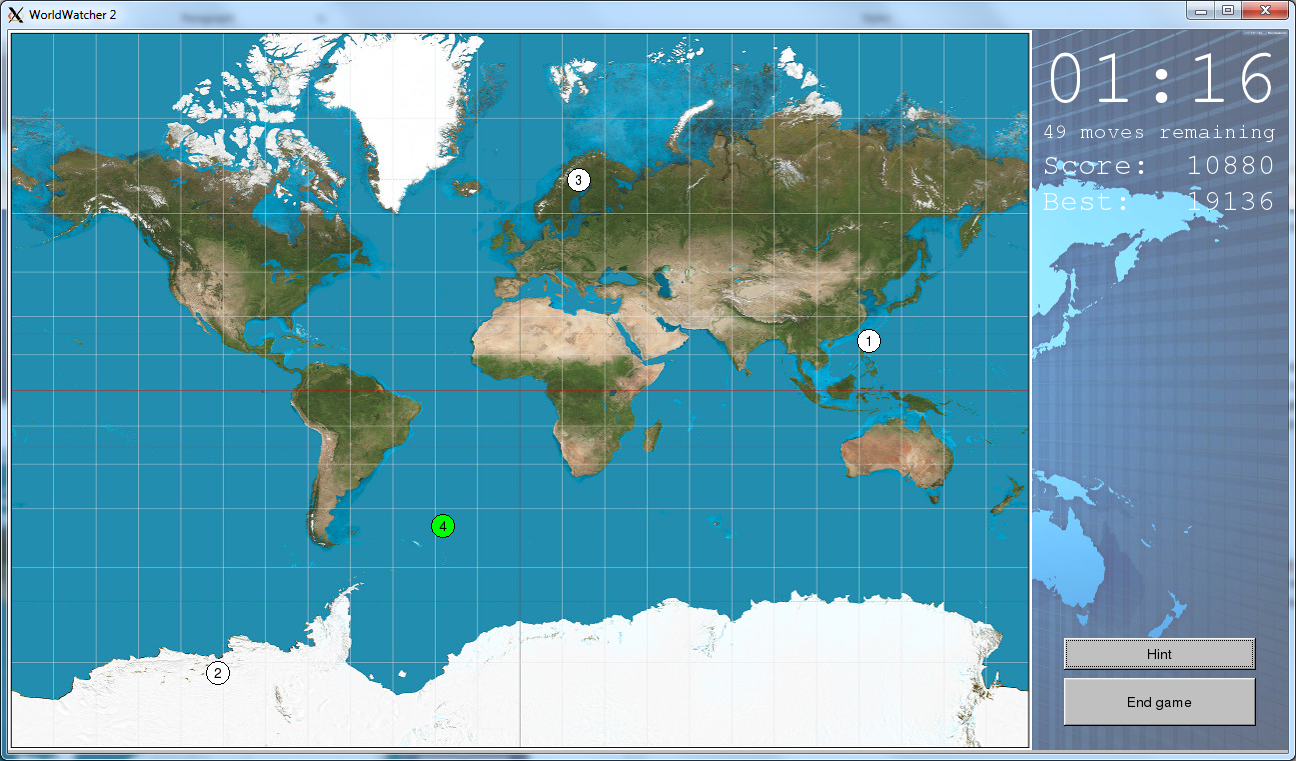 WorldWatcher 2
01:16
49 moves remaining
Score: 10880
Best: 19136
3
1
4
2
Hint
End game